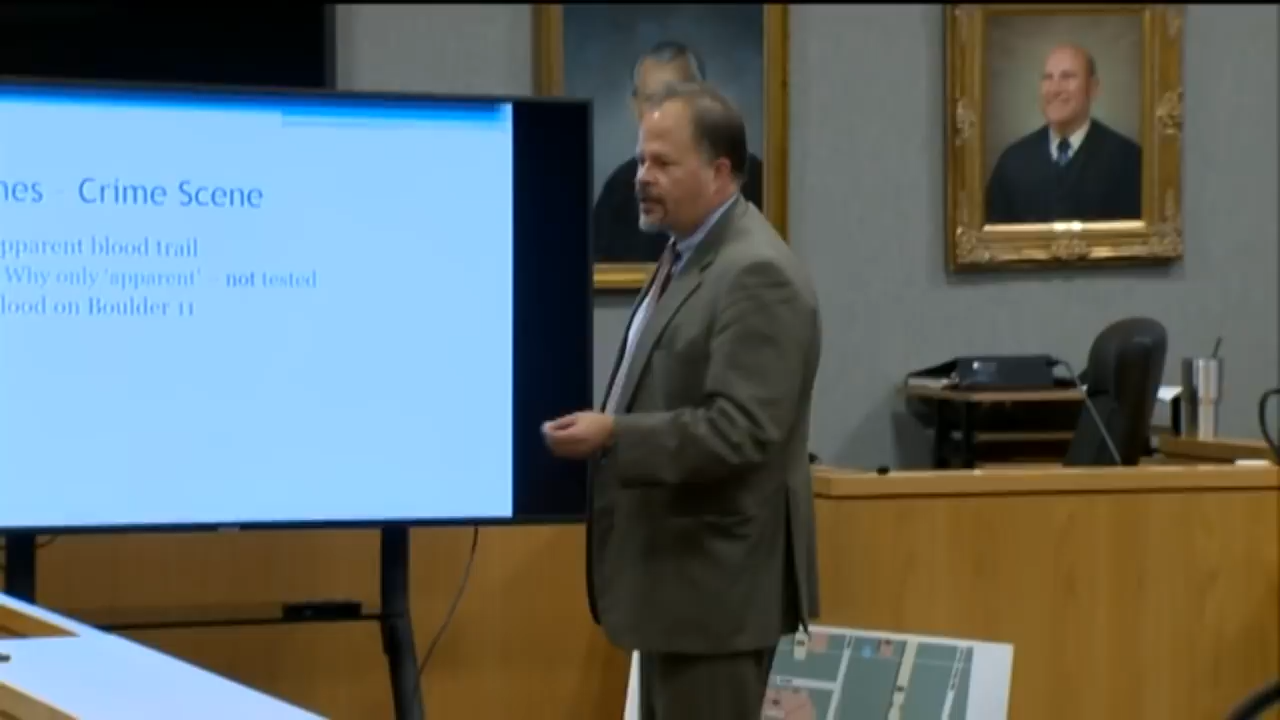 nes - Crime Scene
pparent blood trail
Why only 'apparent' - not tested
lood on Boulder 11